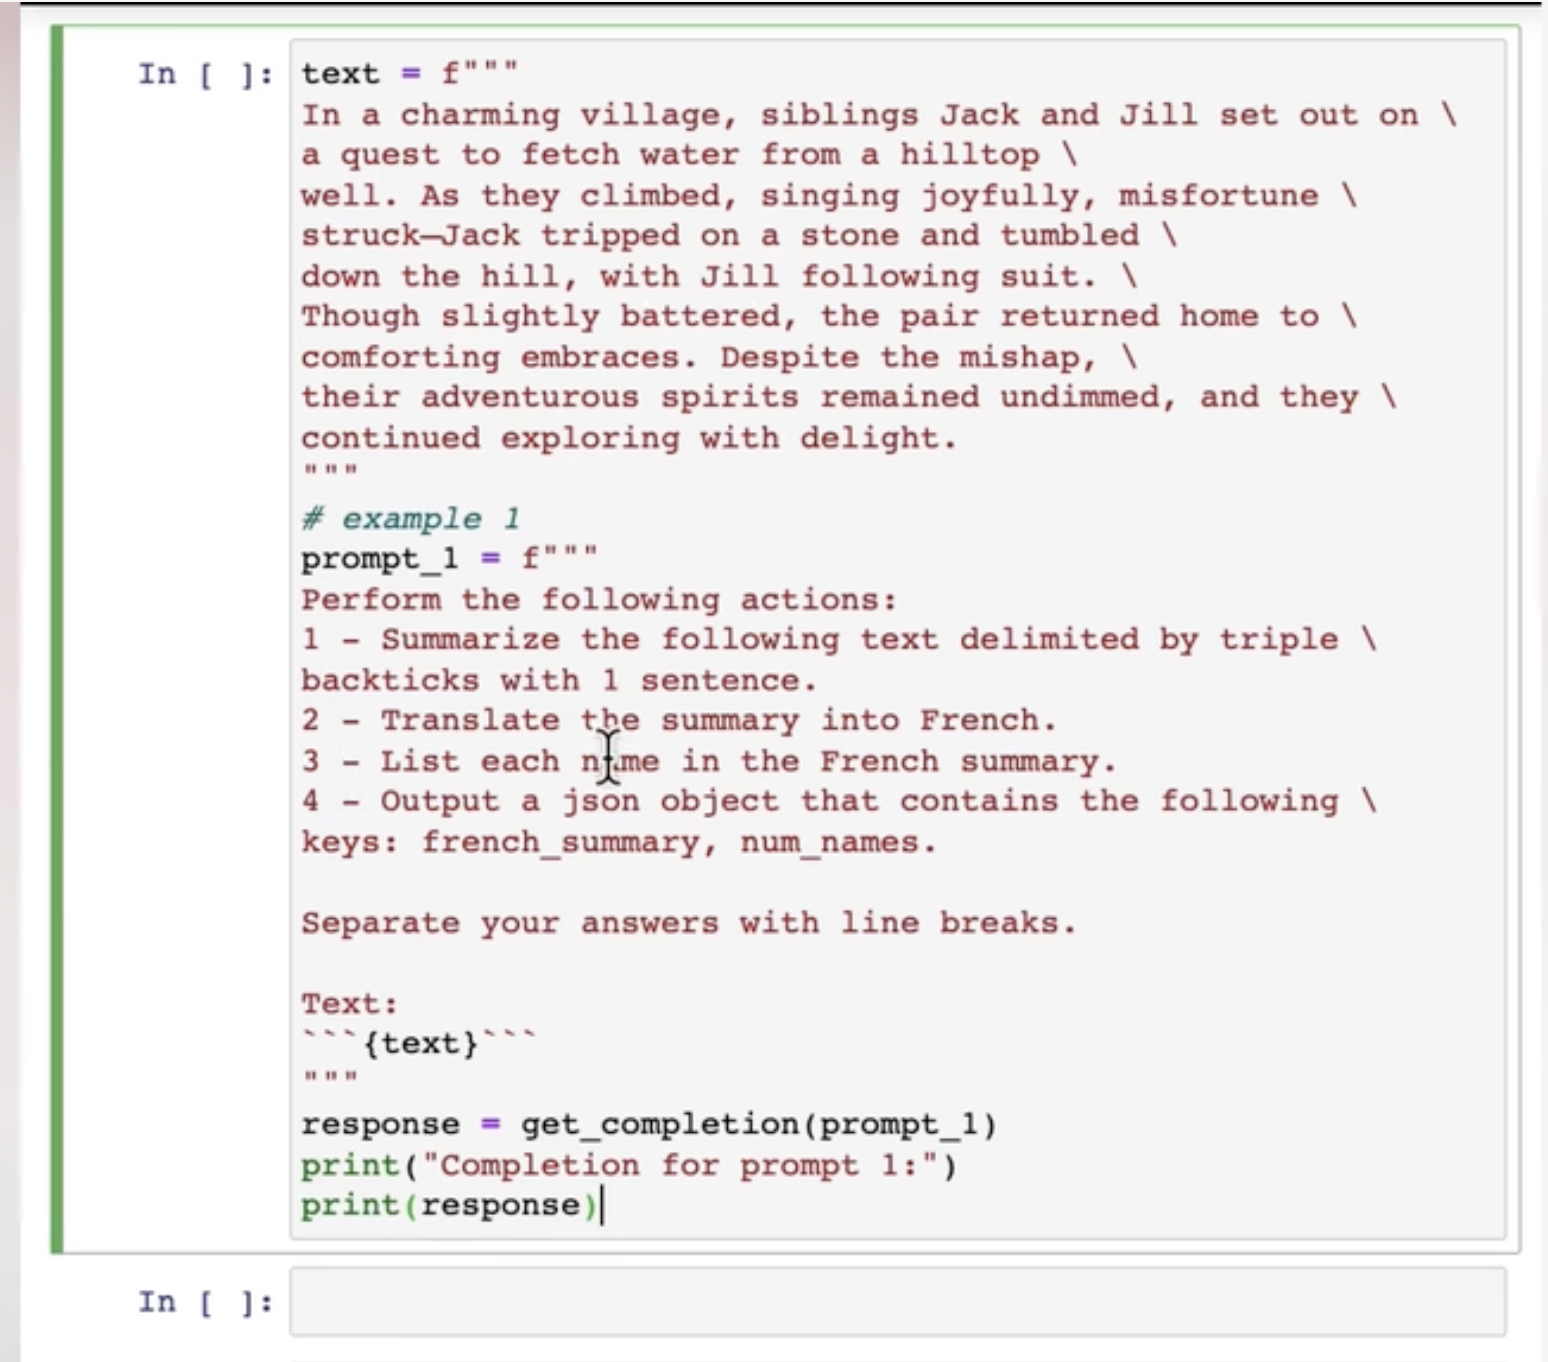 In [ ]: text = f"""
In a charming village, siblings Jack and Jill set out on \
a quest to fetch water from a hilltop \
well. As they climbed, singing joyfully, misfortune \
struck—Jack tripped on a stone and tumbled \
down the hill, with Jill following suit. \
Though slightly battered, the pair returned home to \
comforting embraces. Despite the mishap, \
their adventurous spirits remained undimmed, and they \
continued exploring with delight.
"""
# example 1
prompt_1 = f"""
Perform the following actions:
1 - Summarize the following text delimited by triple \
backticks with 1 sentence.
2 - Translate the summary into French.
3 - List each name in the French summary.
4 - Output a json object that contains the following \
keys: french_summary, num_names.

Separate your answers with line breaks.

Text:
```{text}```
"""
response = get_completion(prompt_1)
print("Completion for prompt 1:")
print(response)
In [ ]: